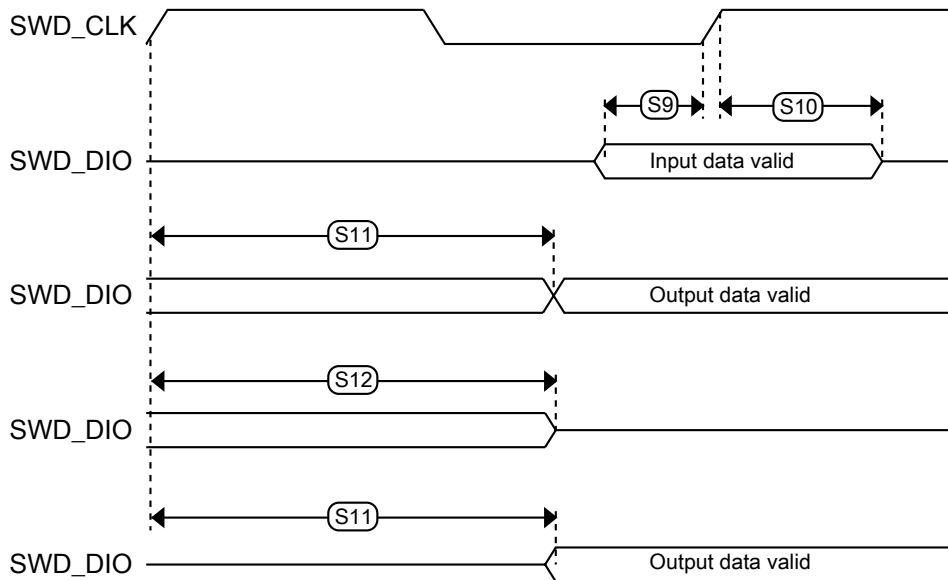 SWD_CLK
S9
S10
SWD_DIO
Input data valid
S11
SWD_DIO
Output data valid
S12
SWD_DIO
S11
SWD_DIO
Output data valid